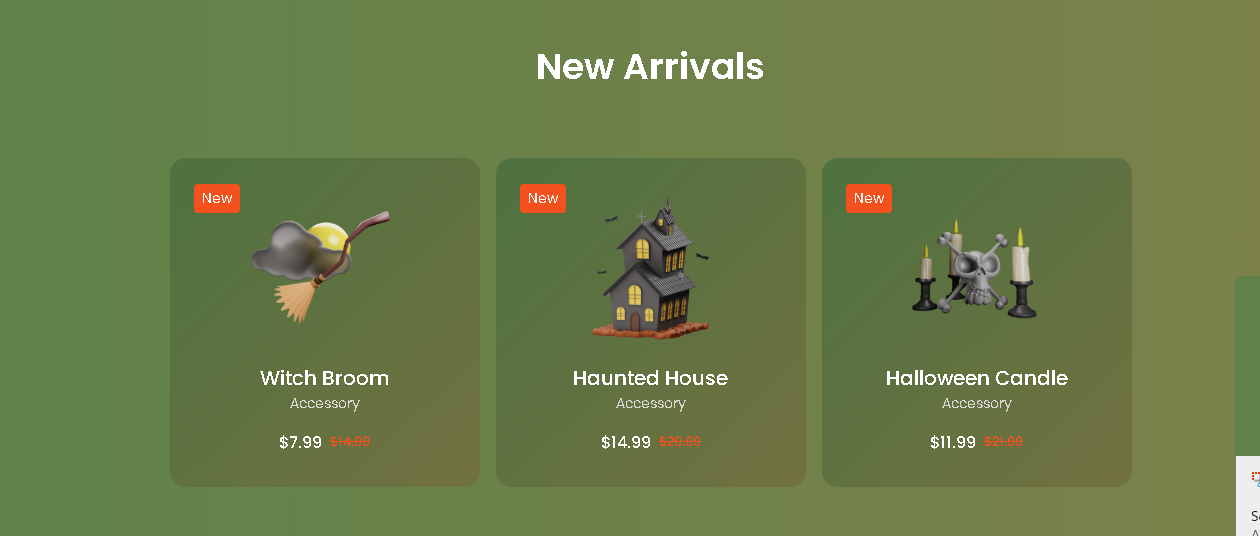 New Arrivals
New
New
New
Witch Broom
Haunted House
Halloween Candle
Accessory
Accessory
Accessory
$7.99 $14.99
$14.99 $29.99
$11.99 $21.99